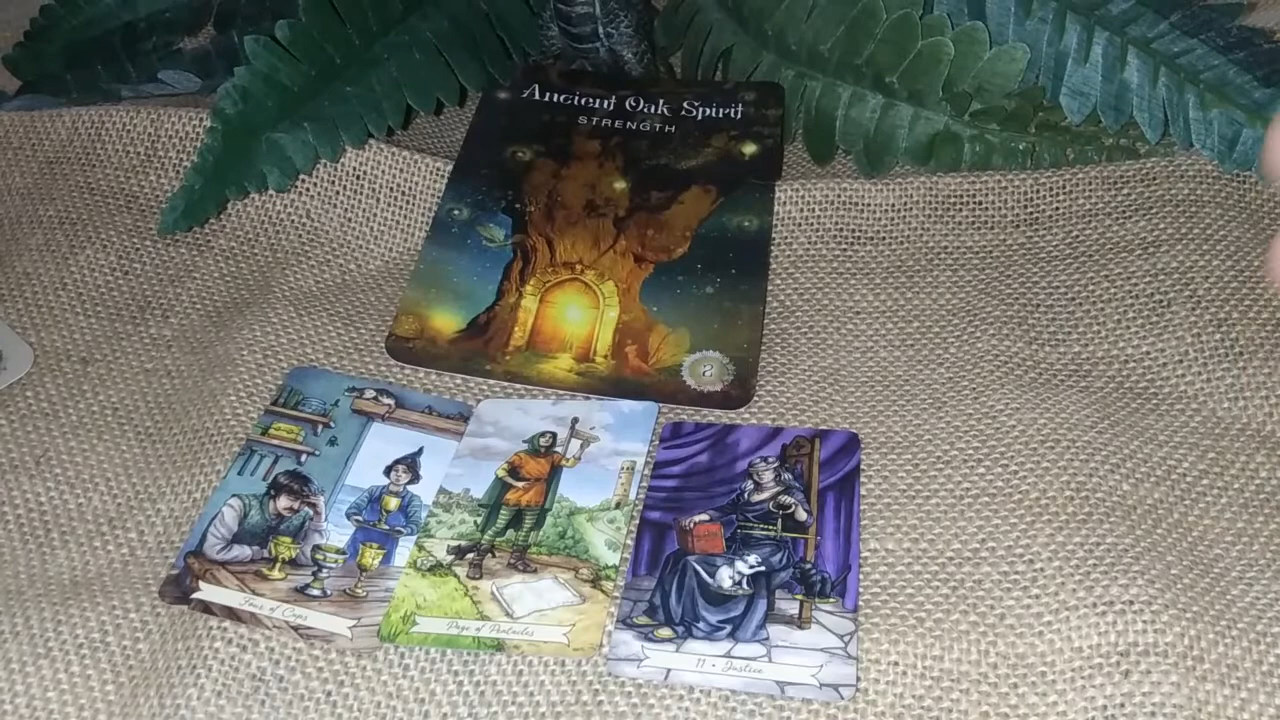 Ancient Oak Spirit
STRENGTH
2
Four of Cups
Page of Pentacles
11 • Justice